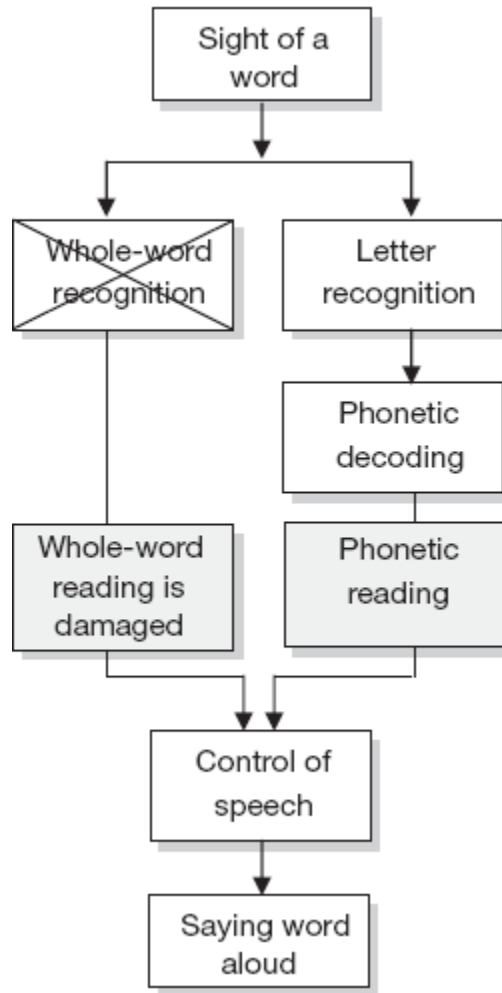 Sight of a
word
Whole-word
recognition
Letter
recognition
Phonetic
decoding
Whole-word
reading is
damaged
Phonetic
reading
Control of
speech
Saying word
aloud